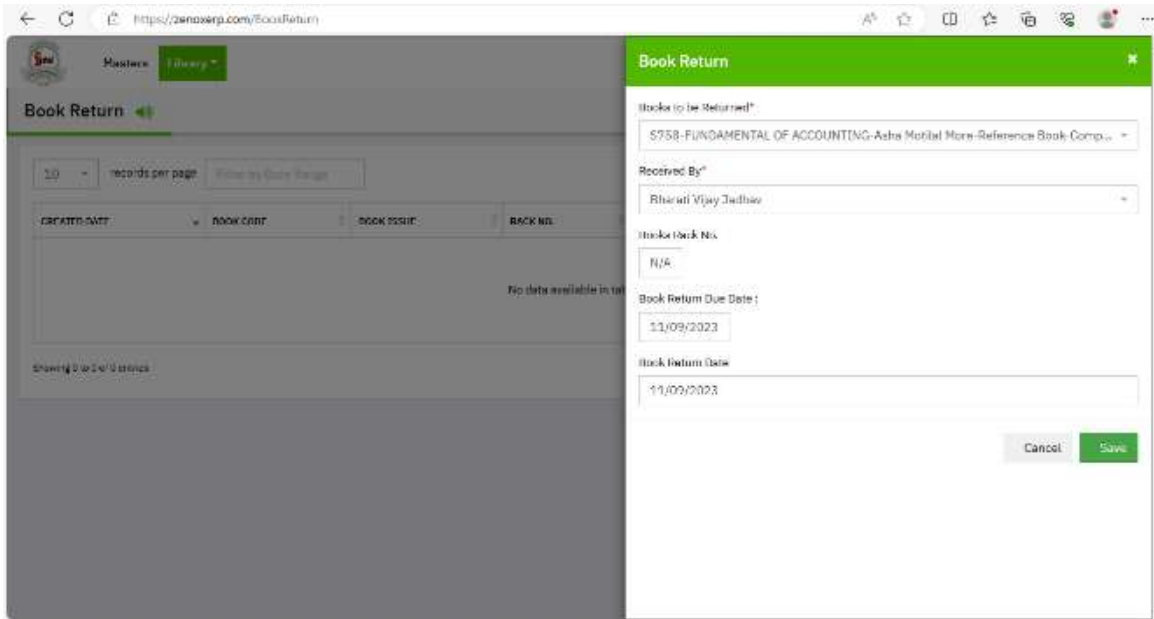 https://zenoxerp.com/BookReturn
Masters Library
Book Return
10 records per page Filter by Date Range
CREATED DATE BOOK CODE BOOK ISSUE RACK NO.
No data available in tab
Showing 0 to 0 of 0 entries
Book Return
Books to be Returned*
5758-FUNDAMENTAL OF ACCOUNTING-Asha Motilal More-Reference Book-Comp...
Received By*
Bharati Vijay Jadhav
Books Rack No.
N/A
Book Return Due Date :
11/09/2023
Book Return Date
11/09/2023
Cancel Save